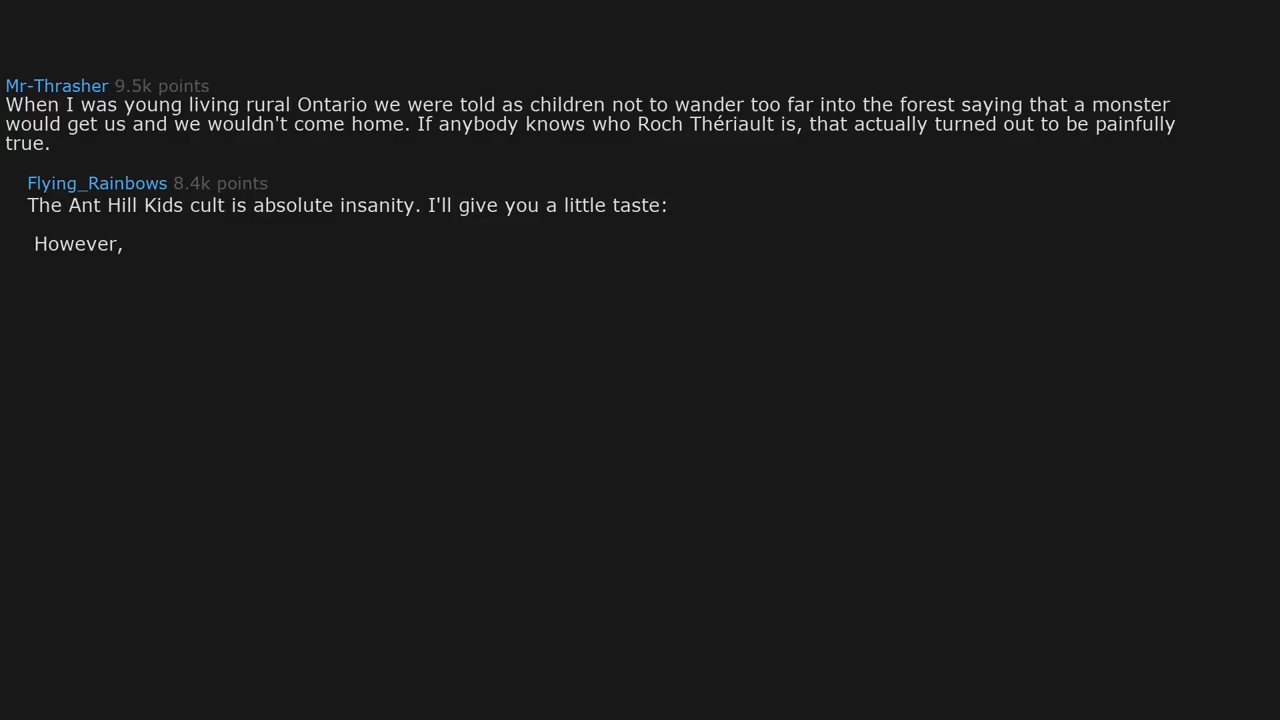 Mr-Thrasher 9.5k points
When I was young living rural Ontario we were told as children not to wander too far into the forest saying that a monster
would get us and we wouldn't come home. If anybody knows who Roch Thériault is, that actually turned out to be painfully
true.
Flying_Rainbows 8.4k points
The Ant Hill Kids cult is absolute insanity. I'll give you a little taste:
However,